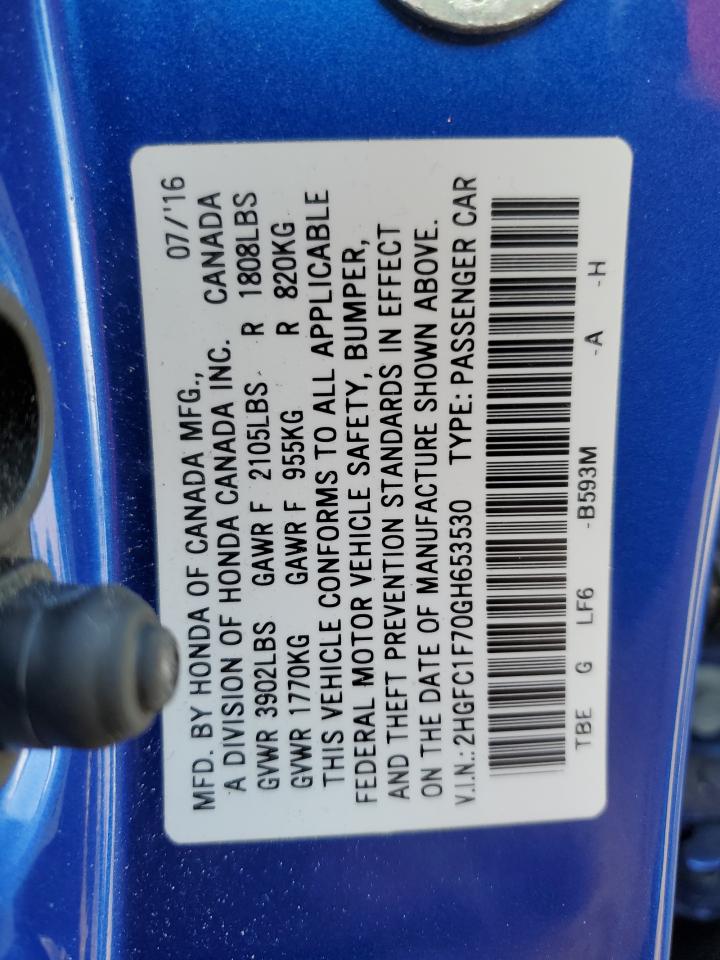 MFD. BY HONDA OF CANADA MFG., 07/'16
A DIVISION OF HONDA CANADA INC. CANADA
GVWR 3902LBS GAWR F 2105LBS R 1808LBS
GVWR 1770KG GAWR F 955KG R 820KG
THIS VEHICLE CONFORMS TO ALL APPLICABLE
FEDERAL MOTOR VEHICLE SAFETY, BUMPER,
AND THEFT PREVENTION STANDARDS IN EFFECT
ON THE DATE OF MANUFACTURE SHOWN ABOVE.
V.I.N.: 2HGFC1F70GH653530 TYPE: PASSENGER CAR
TBE G LF6 -B593M -A -H